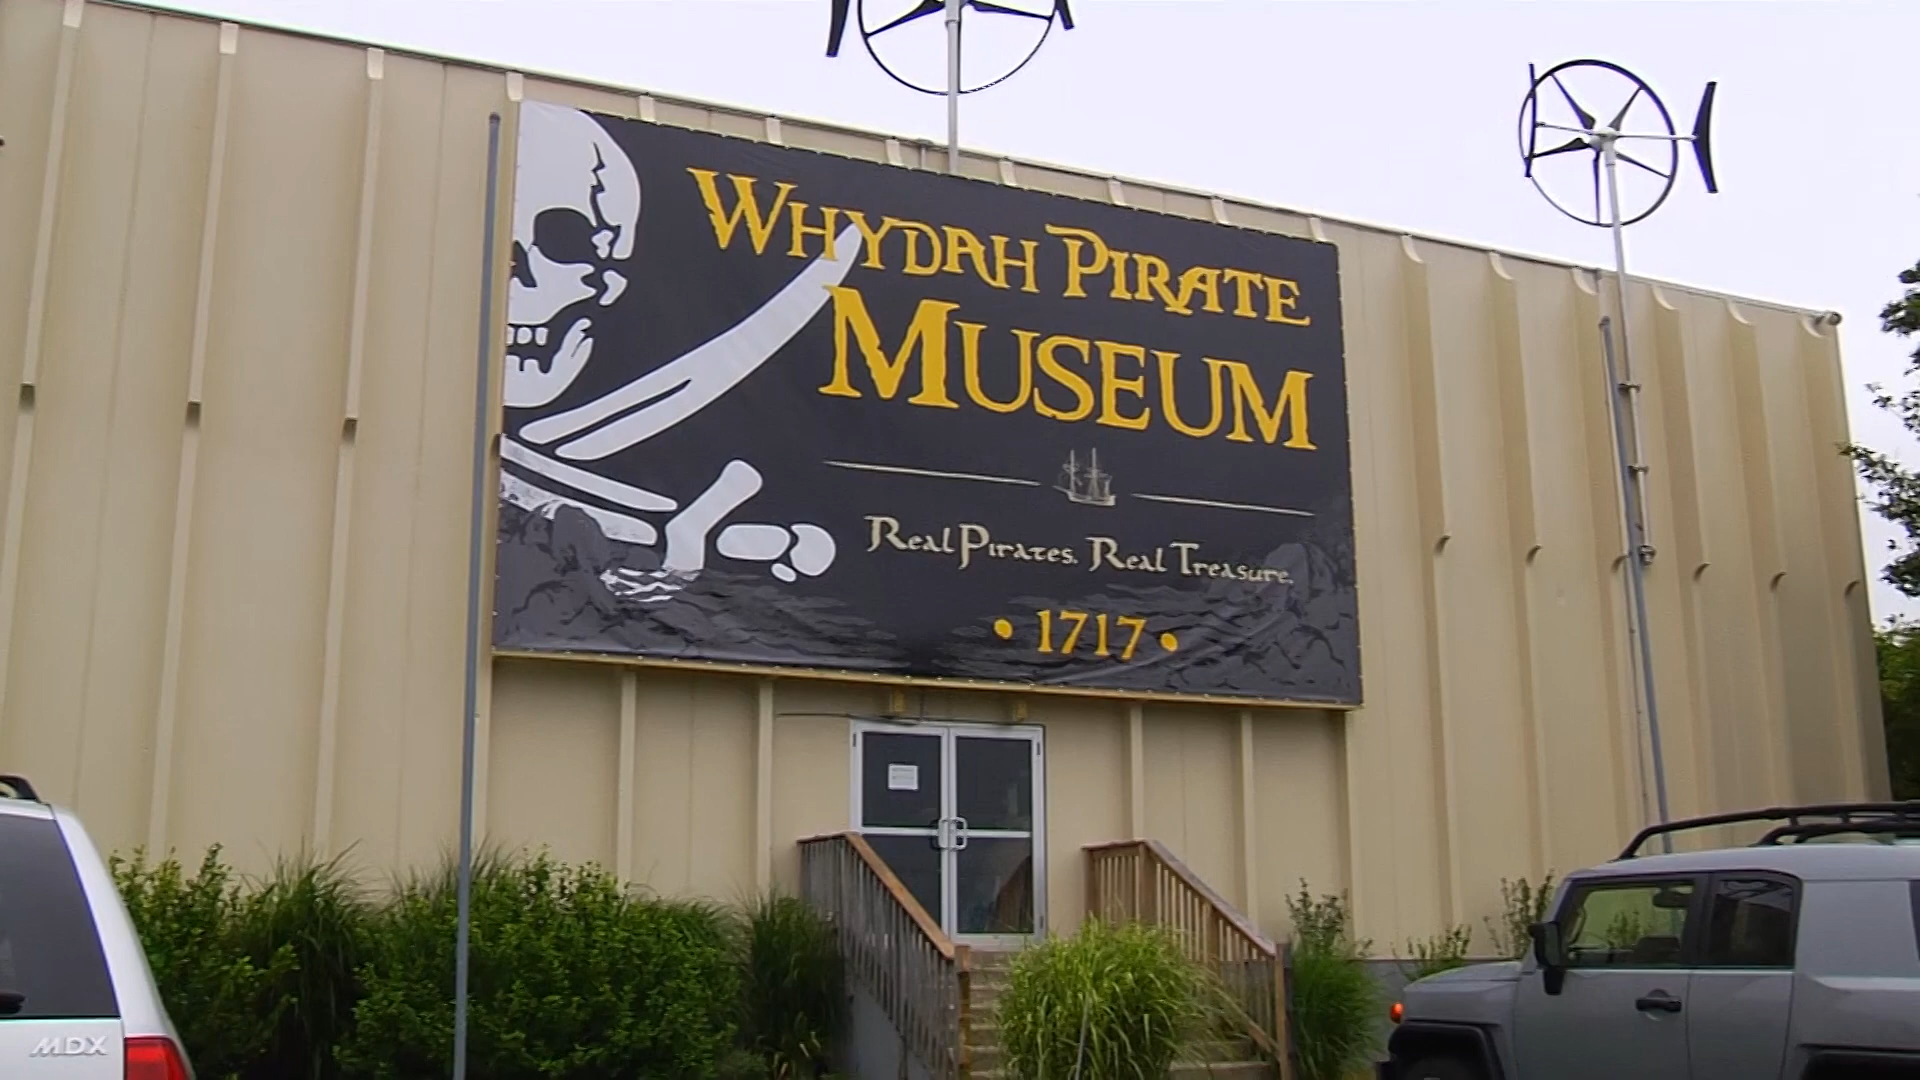 WHYDAH PIRATE
MUSEUM
Real Pirates. Real Treasure.
• 1717 •
MDX